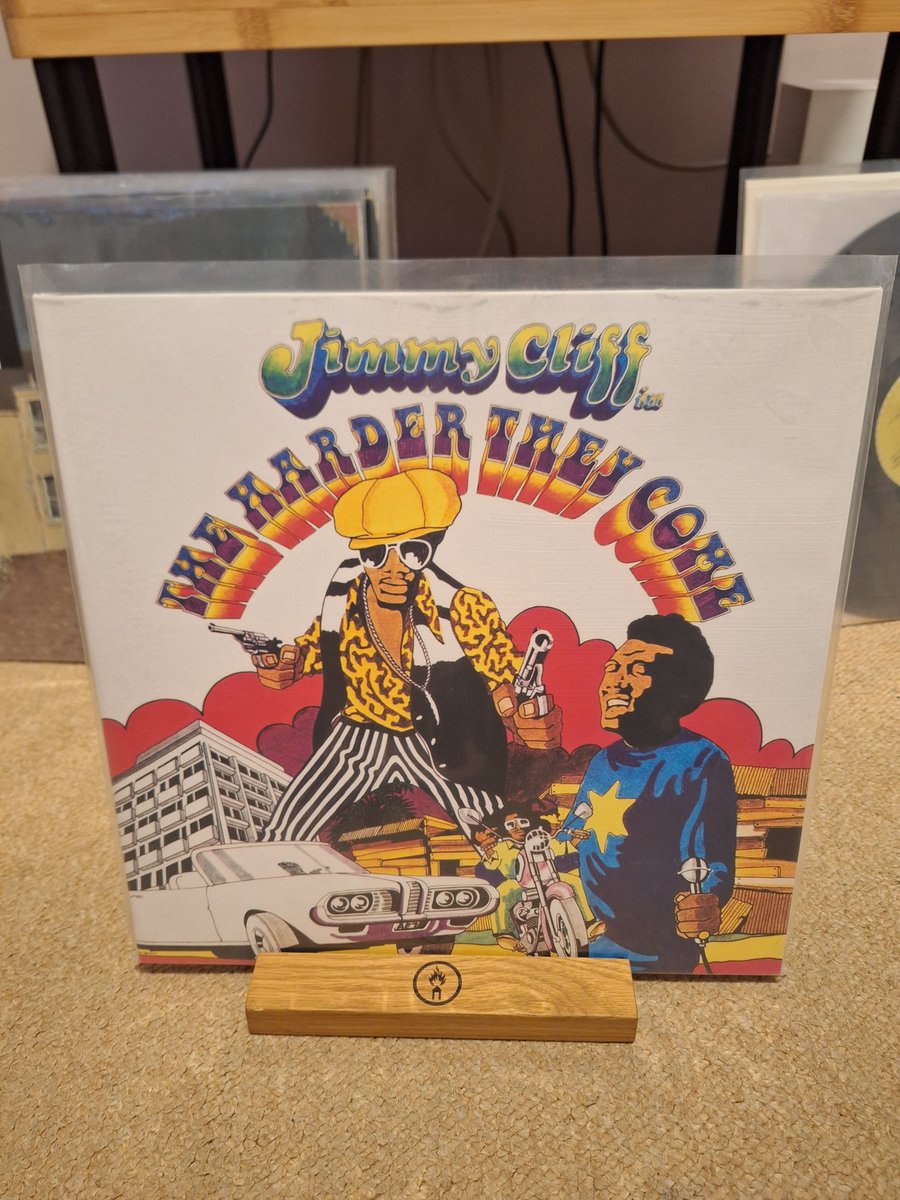 Jimmy Cliff
in
THE HARDER THEY COME